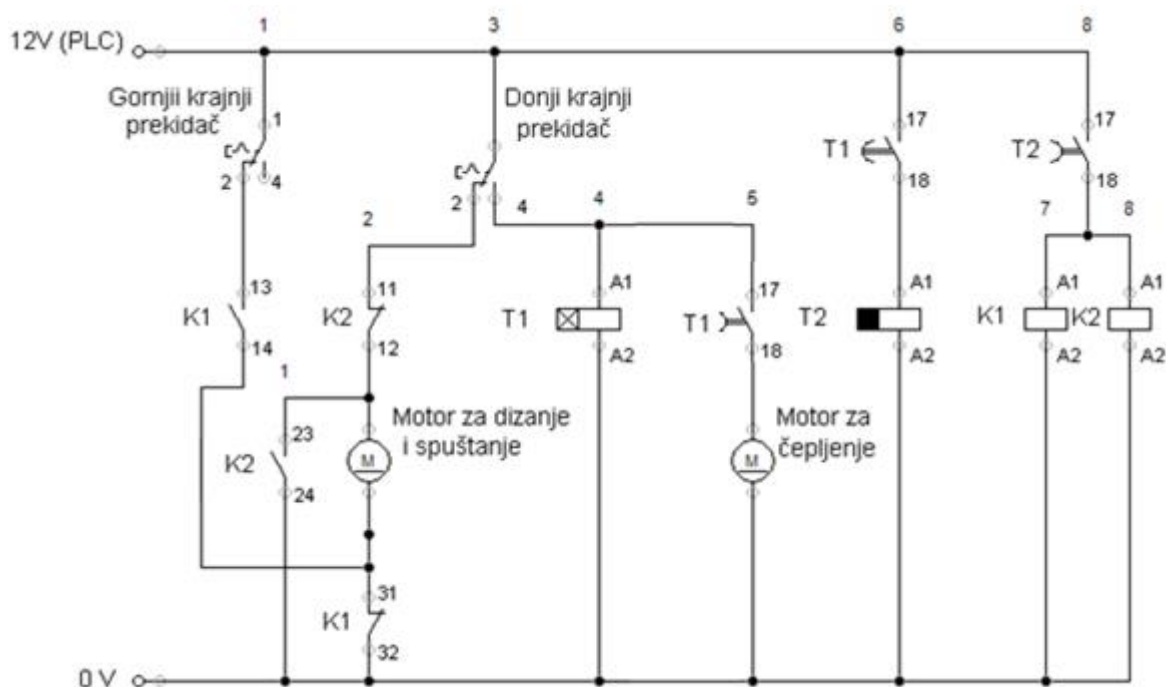 1
3
6
8
12V (PLC)
Gornjii krajnji
prekidač
Donji krajnji
prekidač
1
2
4
2
4
4
5
2
17
T1
18
17
T2
18
7
8
13
K1
14
11
K2
12
A1
T1
A2
17
T1
18
A1
T2
A2
A1
K1
A2
A1
K2
A2
1
23
K2
24
M
Motor za dizanje
i spuštanje
M
Motor za
čepljenje
31
K1
32
0 V